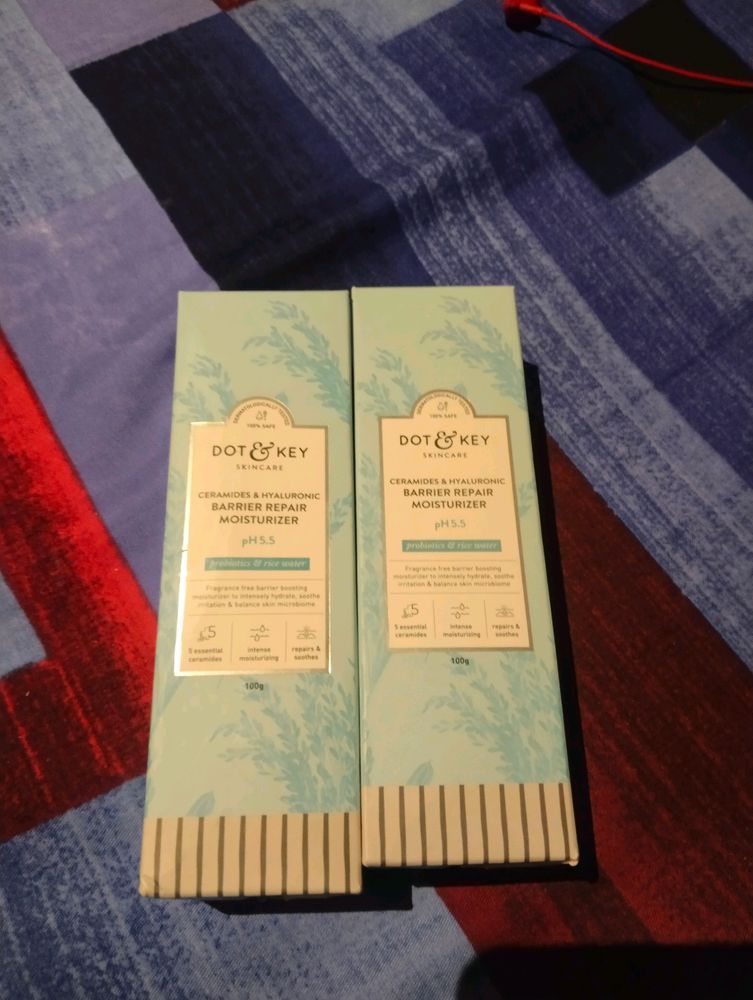 DERMATOLOGICALLY TESTED
100% SAFE
DOT & KEY
SKINCARE
CERAMIDES & HYALURONIC
BARRIER REPAIR
MOISTURIZER
pH 5.5
probiotics & rice water
Fragrance free barrier boosting
moisturizer to intensely hydrate, soothe
irritation & balance skin microbiome
5
5 essential
ceramides
intense
moisturizing
repairs &
soothes
100g
DERMATOLOGICALLY TESTED
100% SAFE
DOT & KEY
SKINCARE
CERAMIDES & HYALURONIC
BARRIER REPAIR
MOISTURIZER
pH 5.5
probiotics & rice water
Fragrance free barrier boosting
moisturizer to intensely hydrate, soothe
irritation & balance skin microbiome
5
5 essential
ceramides
intense
moisturizing
repairs &
soothes
100g